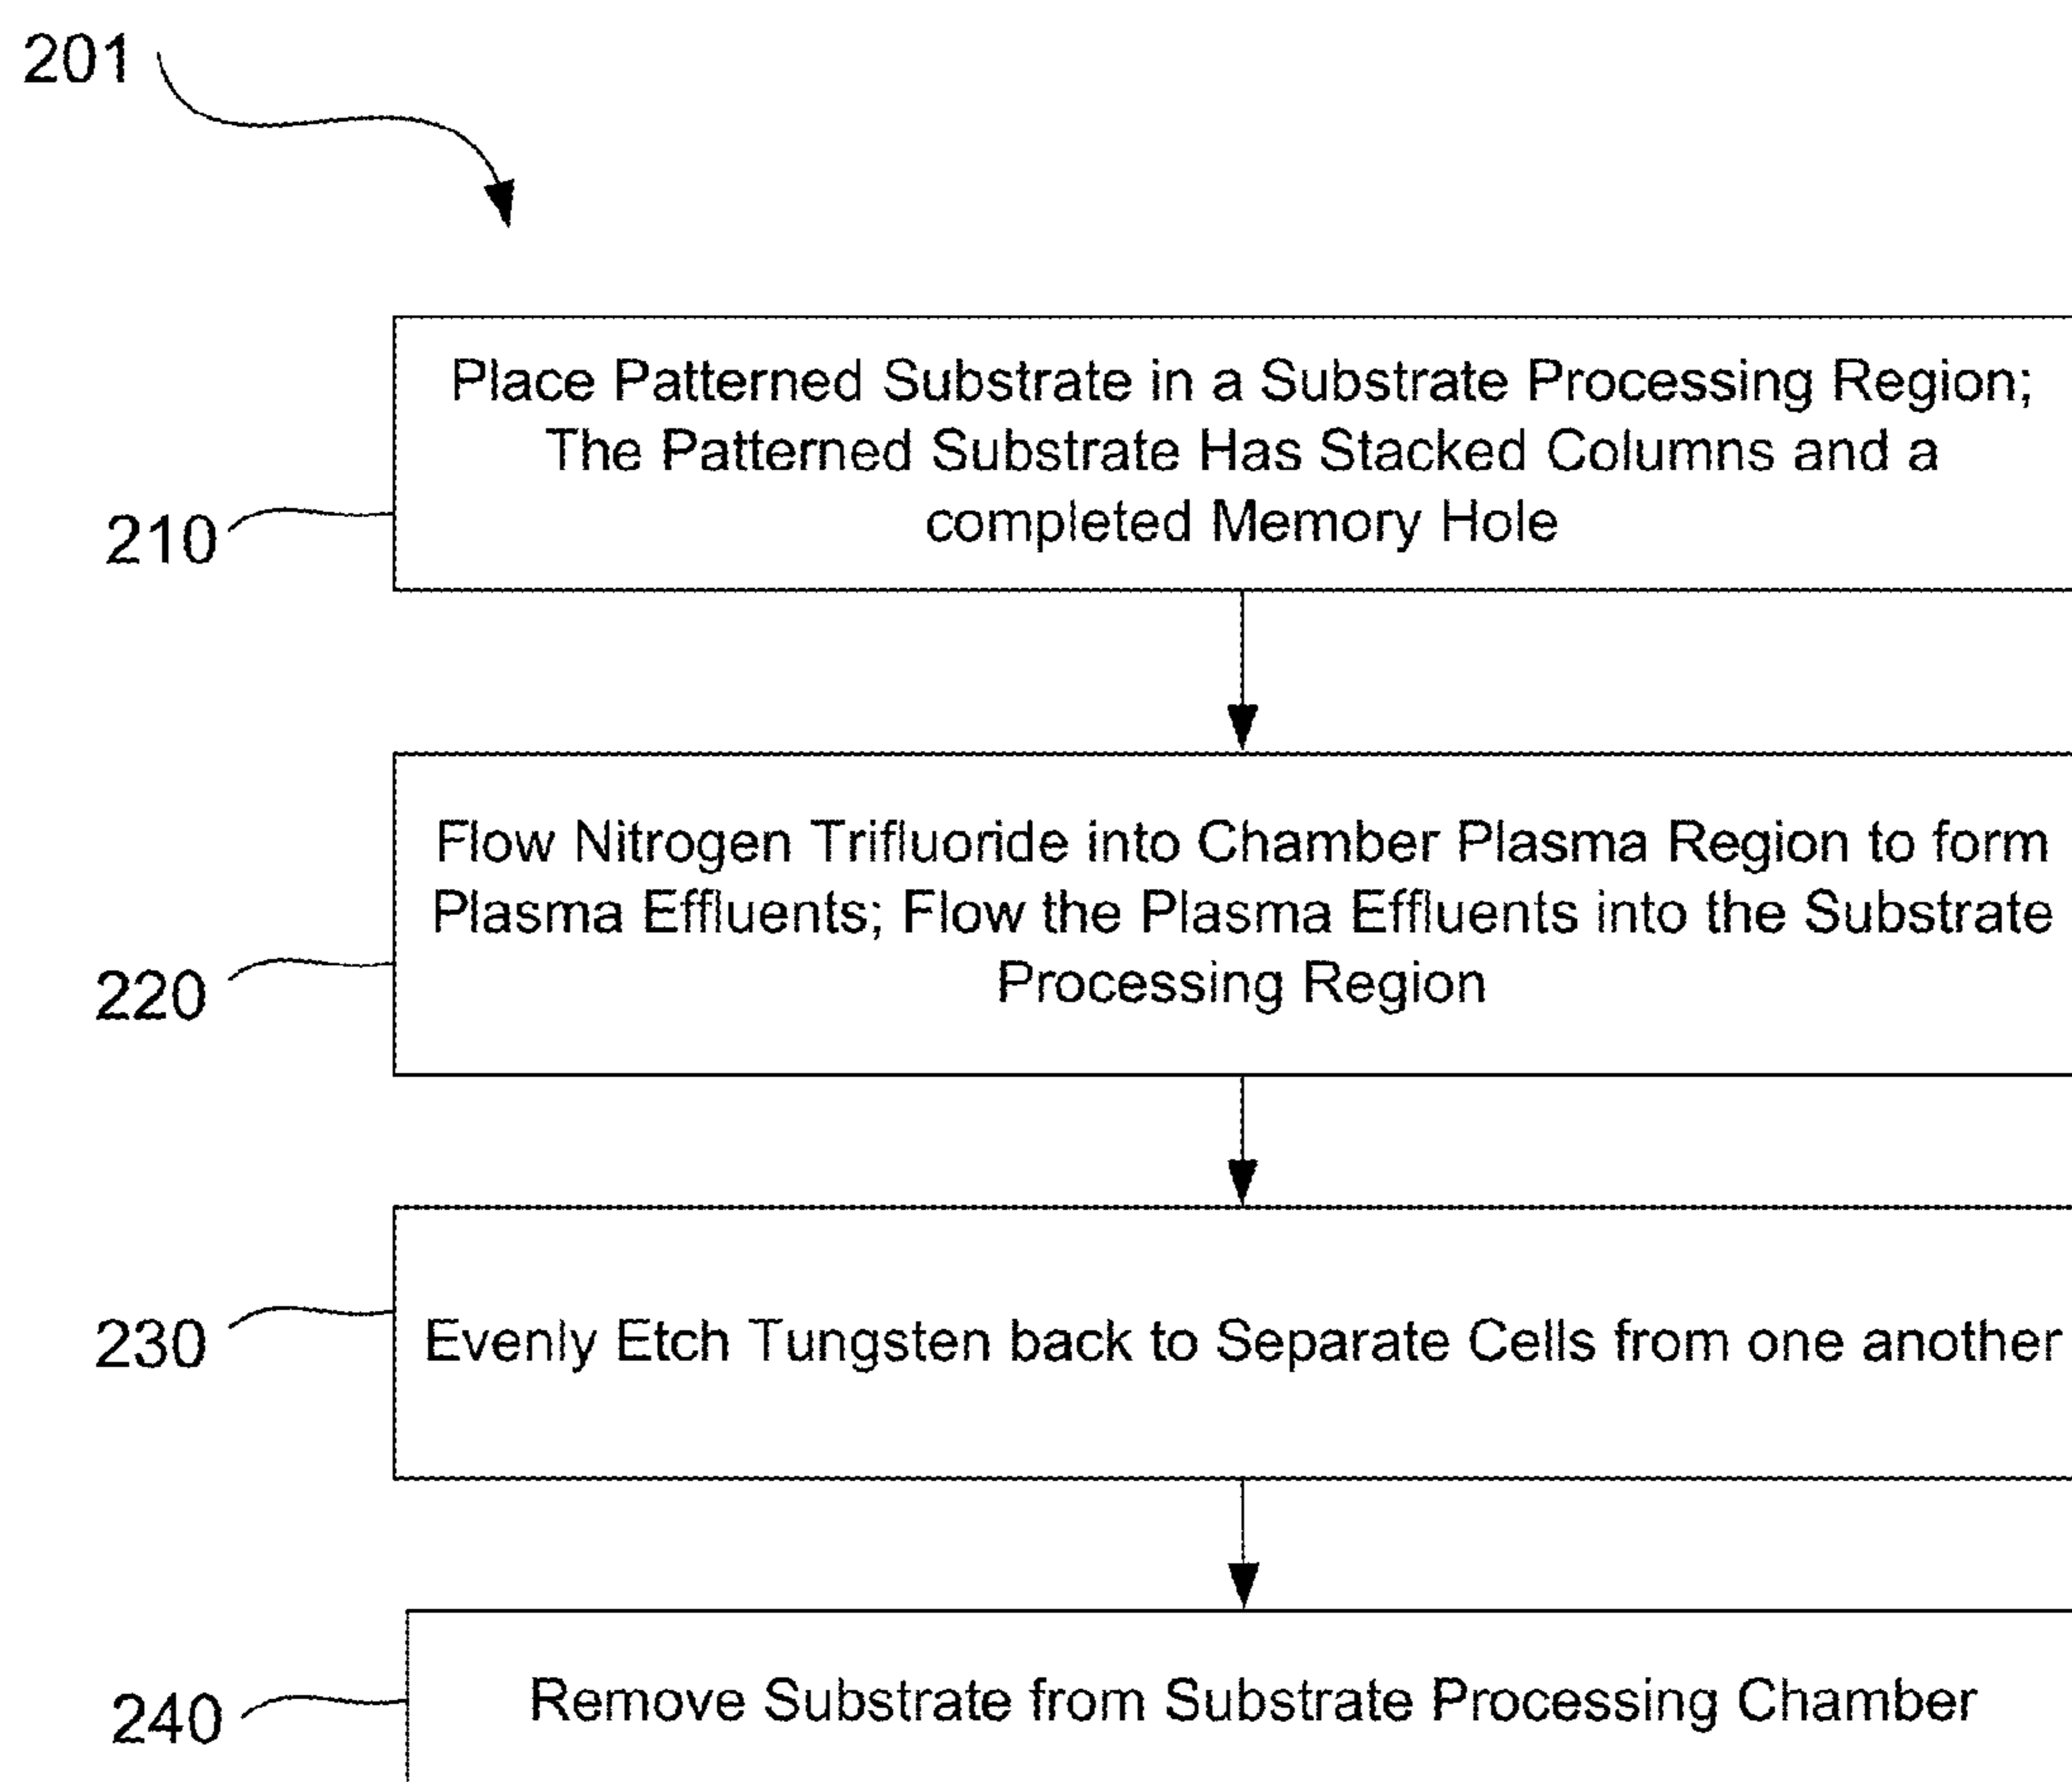 201
Place Patterned Substrate in a Substrate Processing Region;
The Patterned Substrate Has Stacked Columns and a
completed Memory Hole
210
Flow Nitrogen Trifluoride into Chamber Plasma Region to form
Plasma Effluents; Flow the Plasma Effluents into the Substrate
Processing Region
220
Evenly Etch Tungsten back to Separate Cells from one another
230
Remove Substrate from Substrate Processing Chamber
240